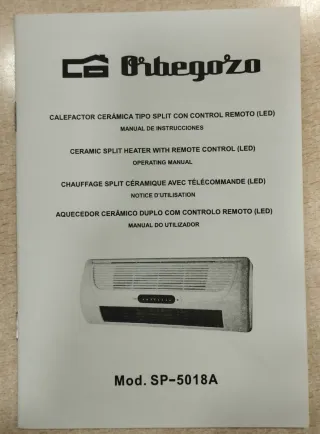 Orbegozo
CALEFACTOR CERÁMICA TIPO SPLIT CON CONTROL REMOTO (LED)
MANUAL DE INSTRUCCIONES
CERAMIC SPLIT HEATER WITH REMOTE CONTROL (LED)
OPERATING MANUAL
CHAUFFAGE SPLIT CÉRAMIQUE AVEC TÉLÉCOMMANDE (LED)
NOTICE D'UTILISATION
AQUECEDOR CERÂMICO DUPLO COM CONTROLO REMOTO (LED)
MANUAL DO UTILIZADOR
Mod. SP-5018A